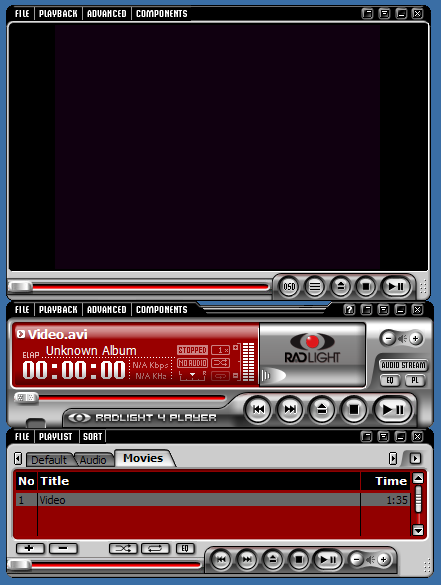 FILE PLAYBACK ADVANCED COMPONENTS
OSD
FILE PLAYBACK ADVANCED COMPONENTS ?
Video.avi
Unknown Album
ELAP
00:00:00
N/A Kbps
N/A KHz
STOPPED 1x
NO AUDIO
L R
RADLIGHT
AUDIO STREAM
EQ PL
RADLIGHT 4 PLAYER
FILE PLAYLIST SORT
Default Audio Movies
No Title Time
1 Video 1:35
EQ